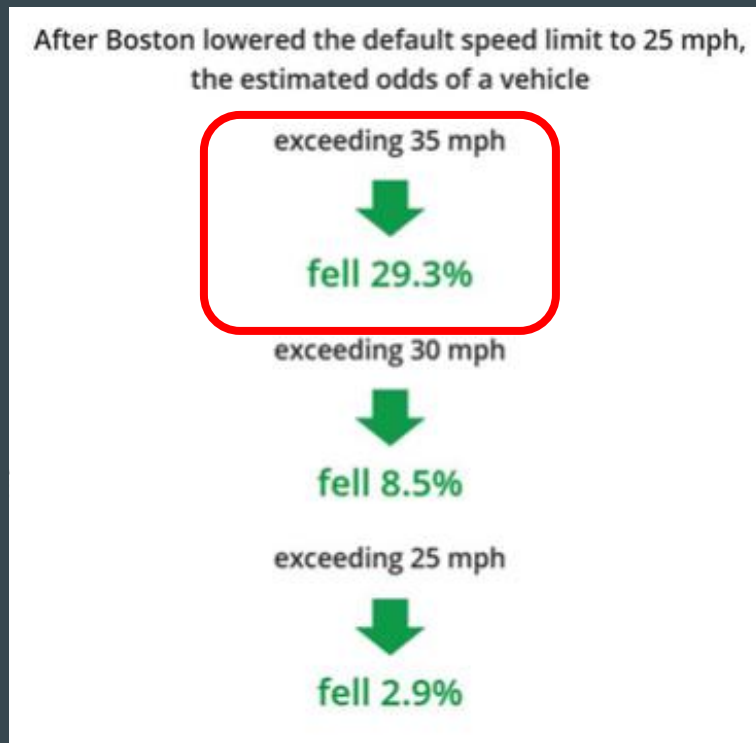 After Boston lowered the default speed limit to 25 mph,
the estimated odds of a vehicle
exceeding 35 mph
fell 29.3%
exceeding 30 mph
fell 8.5%
exceeding 25 mph
fell 2.9%